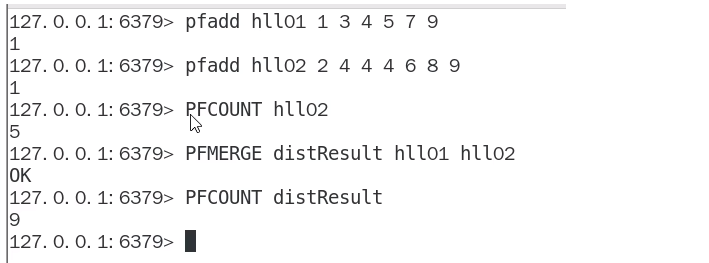 127.0.0.1:6379> pfadd hll01 1 3 4 5 7 9
1
127.0.0.1:6379> pfadd hll02 2 4 4 4 6 8 9
1
127.0.0.1:6379> PFCOUNT hll02
5
127.0.0.1:6379> PFMERGE distResult hll01 hll02
OK
127.0.0.1:6379> PFCOUNT distResult
9
127.0.0.1:6379>